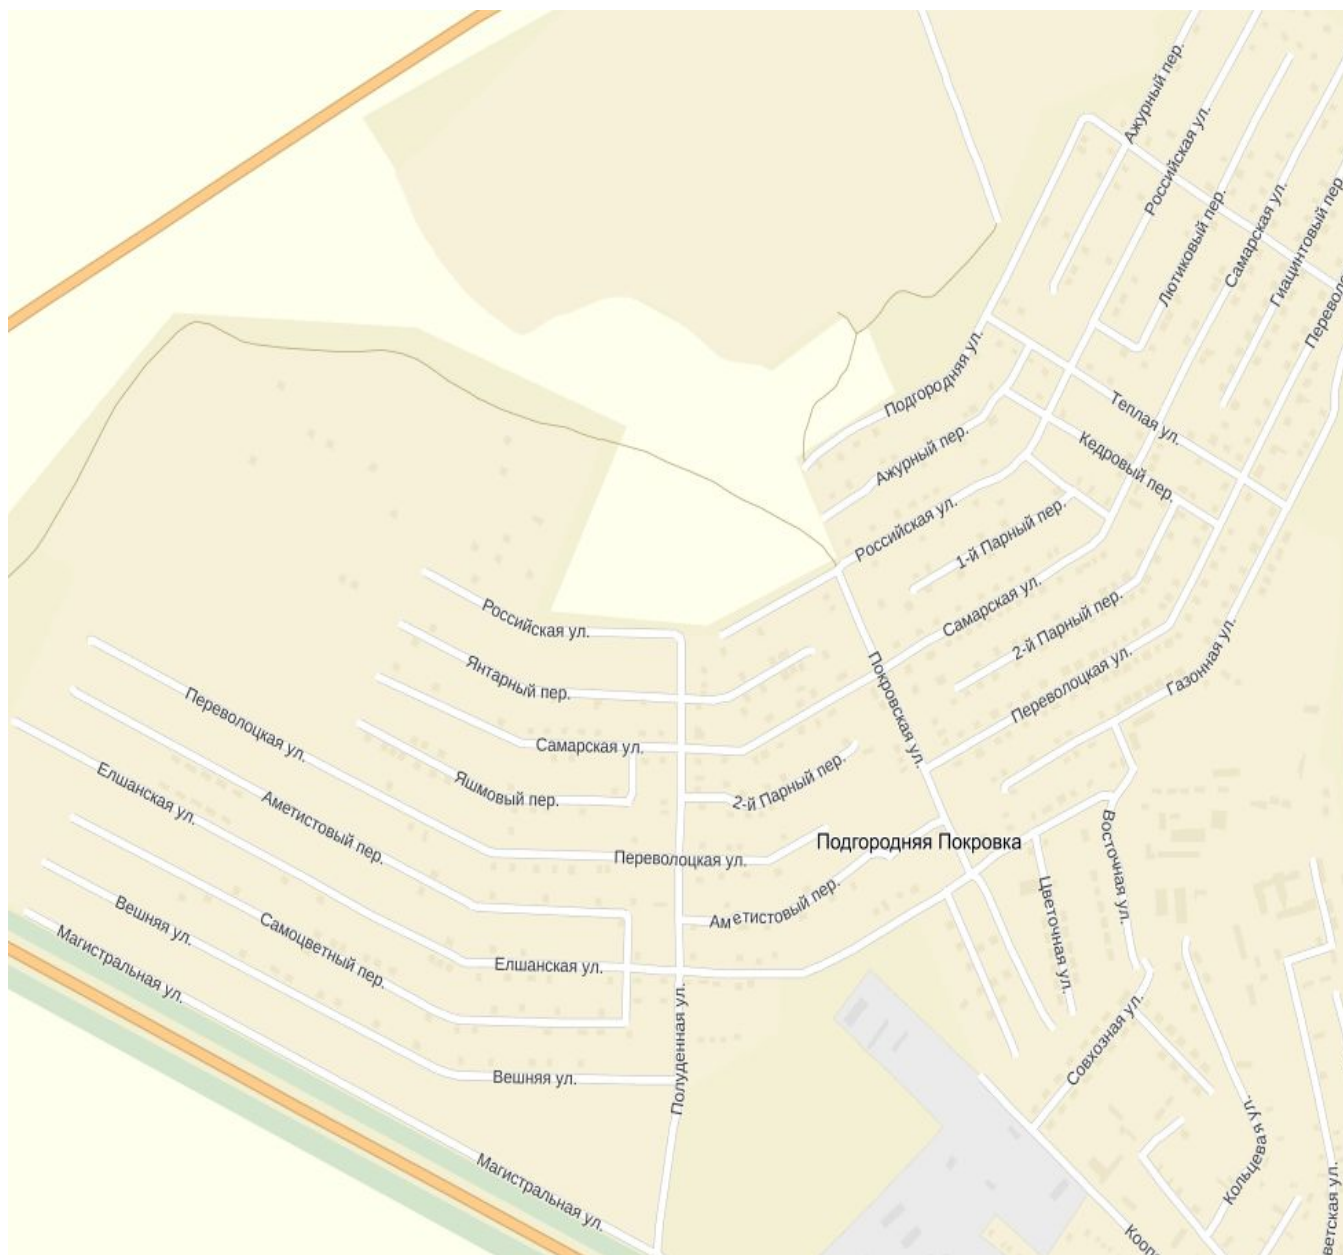 Ажурный пер.
Российская ул.
Лютиковый пер.
Самарская ул.
Гиацинтовый пер.
Подгородняя ул.
Теплая ул.
Ажурный пер.
Кедровый пер.
Российская ул.
1-й Парный пер.
Самарская ул.
2-й Парный пер.
Переволоцкая ул.
Газонная ул.
Покровская ул.
Российская ул.
Янтарный пер.
Переволоцкая ул.
Самарская ул.
Яшмовый пер.
2-й Парный пер.
Елшанская ул.
Аметистовый пер.
Подгородняя Покровка
Переволоцкая ул.
Восточная ул.
Аметистовый пер.
Цветочная ул.
Вешняя ул.
Самоцветный пер.
Магистральная ул.
Елшанская ул.
Полуденная ул.
Совхозная ул.
Вешняя ул.
Кольцевая ул.
Магистральная ул.